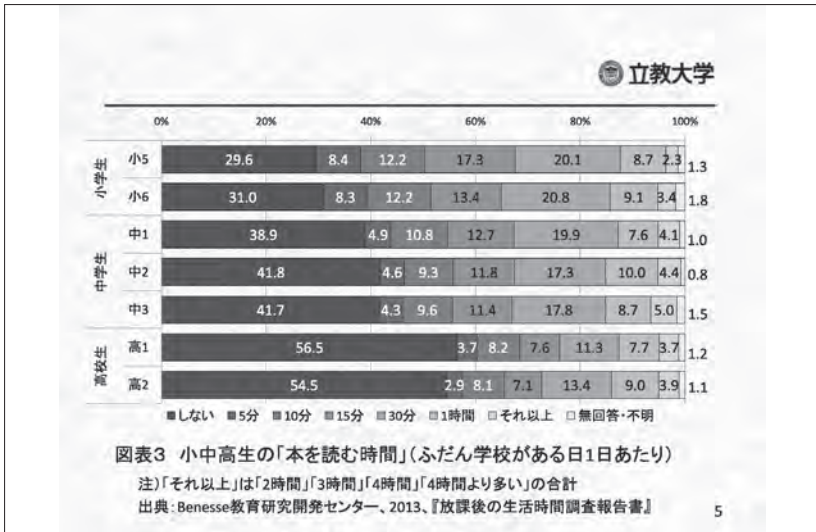 立教大学
0% 20% 40% 60% 80% 100%
小学生
小5 29.6 8.4 12.2 17.3 20.1 8.7 2.3 1.3
小6 31.0 8.3 12.2 13.4 20.8 9.1 3.4 1.8
中学生
中1 38.9 4.9 10.8 12.7 19.9 7.6 4.1 1.0
中2 41.8 4.6 9.3 11.8 17.3 10.0 4.4 0.8
中3 41.7 4.3 9.6 11.4 17.8 8.7 5.0 1.5
高校生
高1 56.5 3.7 8.2 7.6 11.3 7.7 3.7 1.2
高2 54.5 2.9 8.1 7.1 13.4 9.0 3.9 1.1
■しない ■5分 ■10分 ■15分 ■30分 □1時間 □それ以上 □無回答・不明
図表3 小中高生の「本を読む時間」(ふだん学校がある日1日あたり)
注)「それ以上」は「2時間」「3時間」「4時間」「4時間より多い」の合計
出典:Benesse教育研究開発センター、2013、『放課後の生活時間調査報告書』
5